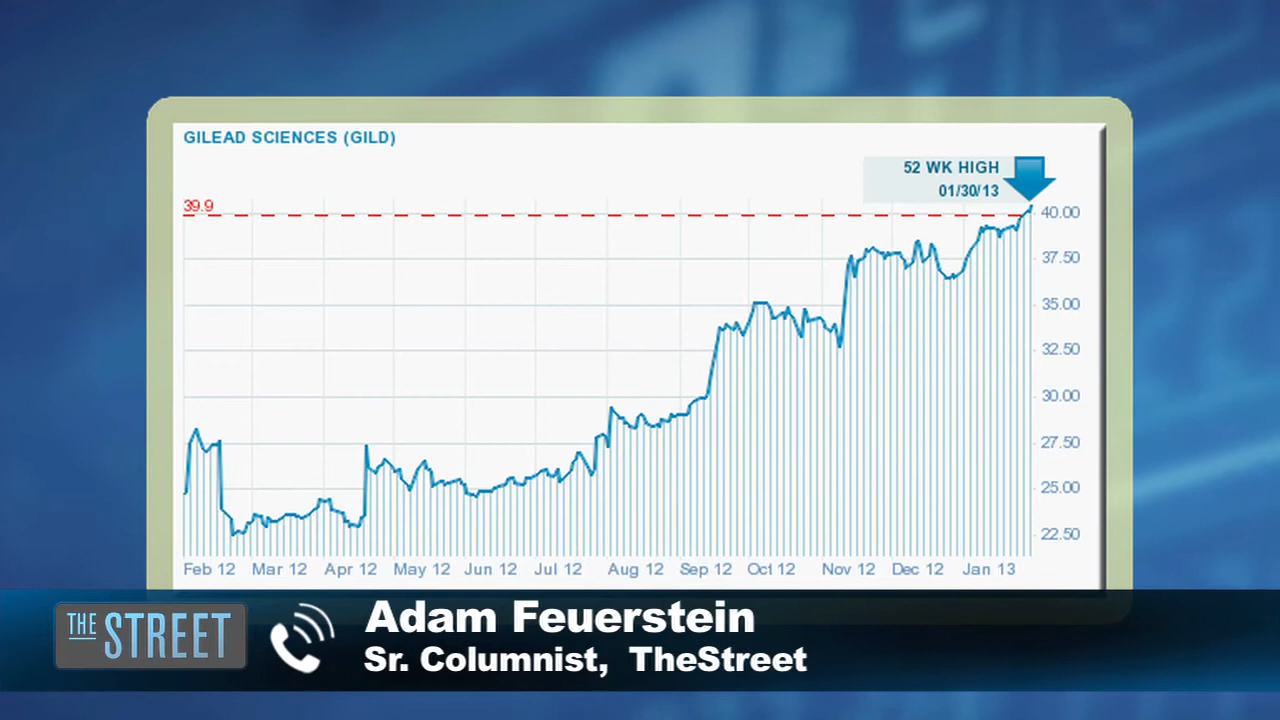 GILEAD SCIENCES (GILD)
52 WK HIGH
01/30/13
39.9
40.00
37.50
35.00
32.50
30.00
27.50
25.00
22.50
Feb 12 Mar 12 Apr 12 May 12 Jun 12 Jul 12 Aug 12 Sep 12 Oct 12 Nov 12 Dec 12 Jan 13
THE STREET
Adam Feuerstein
Sr. Columnist, TheStreet